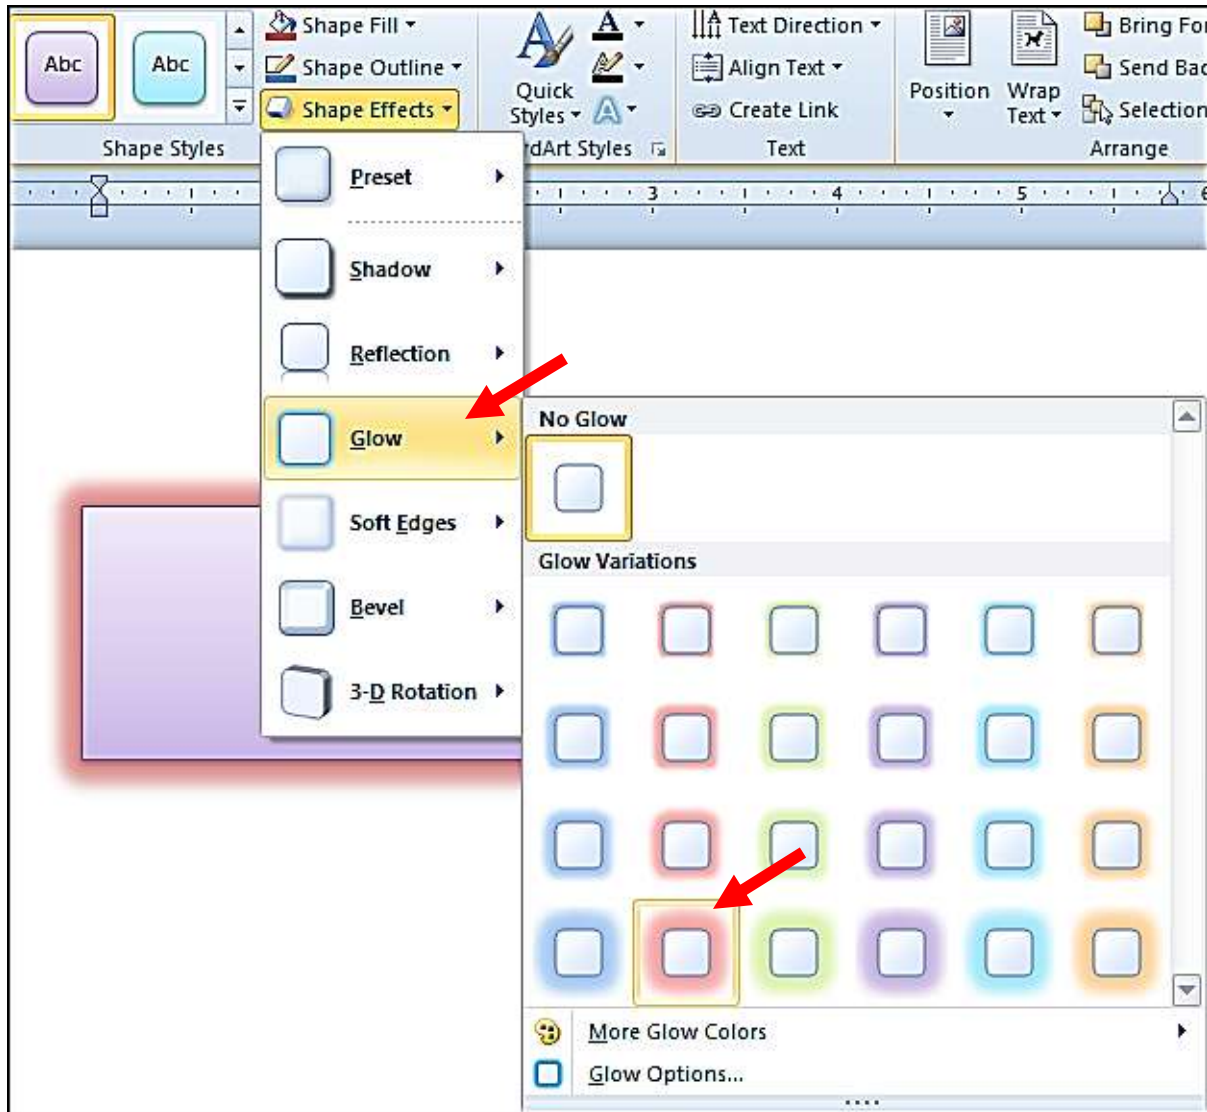 Abc Abc
Shape Fill
Shape Outline
Shape Effects
Shape Styles
A
Quick
Styles
A
A
rdArt Styles
Text Direction
Align Text
Create Link
Text
Position
Wrap
Text
Bring For
Send Bac
Selection
Arrange
3 4 5 6
Preset
Shadow
Reflection
Glow
Soft Edges
Bevel
3-D Rotation
No Glow
Glow Variations
More Glow Colors
Glow Options...